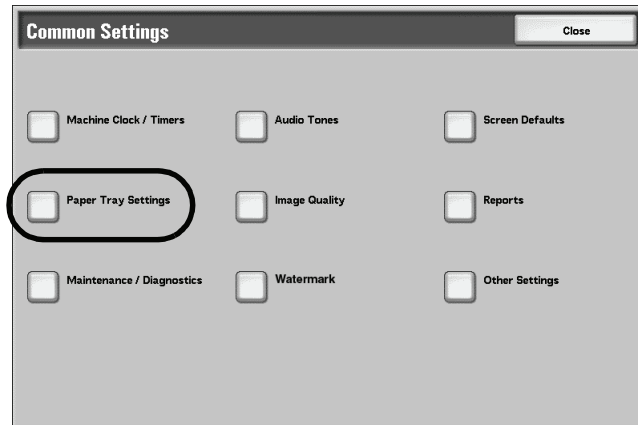 Common Settings Close
Machine Clock / Timers Audio Tones Screen Defaults
Paper Tray Settings Image Quality Reports
Maintenance / Diagnostics Watermark Other Settings